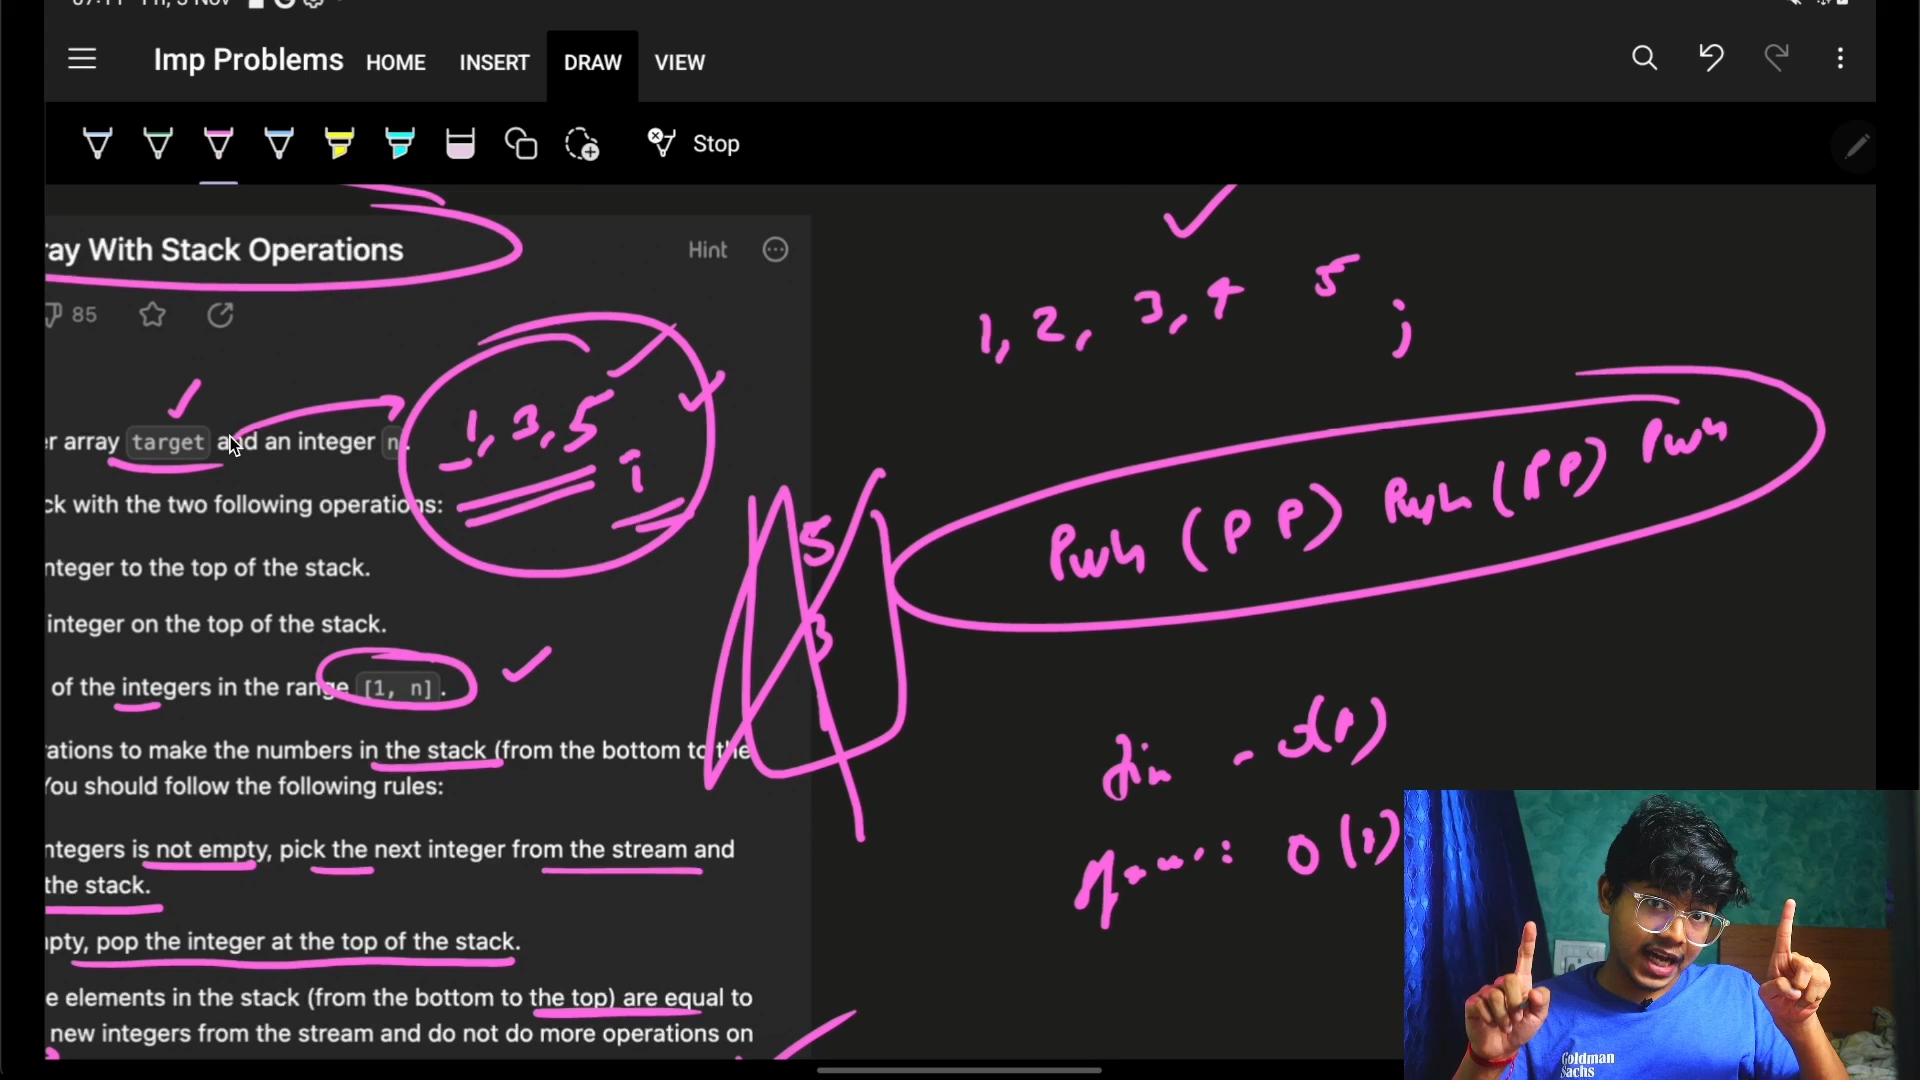 Imp Problems HOME INSERT DRAW VIEW
Stop
ay With Stack Operations Hint
85
er array target and an integer n.
ck with the two following operations:
nteger to the top of the stack.
integer on the top of the stack.
of the integers in the range [1, n].
ations to make the numbers in the stack (from the bottom to the
You should follow the following rules:
ntegers is not empty, pick the next integer from the stream and
the stack.
pty, pop the integer at the top of the stack.
e elements in the stack (from the bottom to the top) are equal to
new integers from the stream and do not do more operations on
1, 3, 5
i
5
3
1, 2, 3, 4 5 ;
Push (P P) Push (P P) Push
Goldman
Sachs